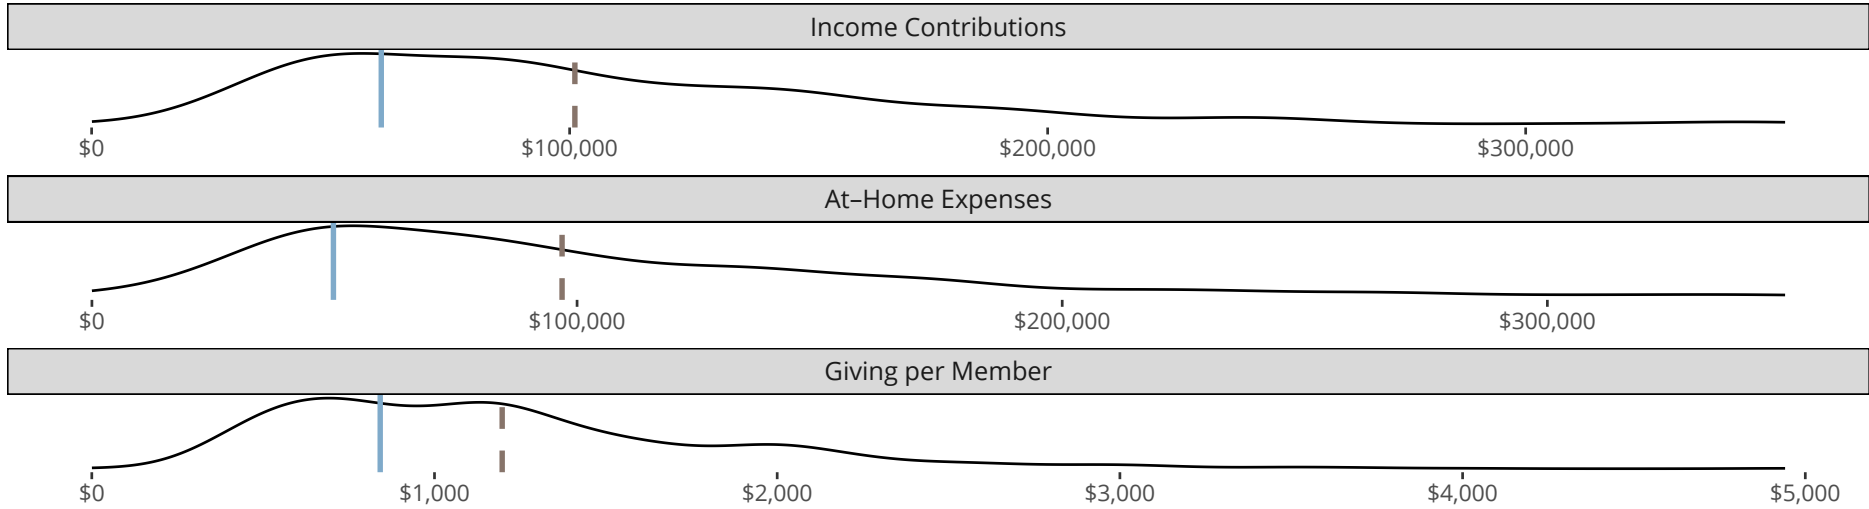 Income Contributions
$0 $100,000 $200,000 $300,000
At–Home Expenses
$0 $100,000 $200,000 $300,000
Giving per Member
$0 $1,000 $2,000 $3,000 $4,000 $5,000